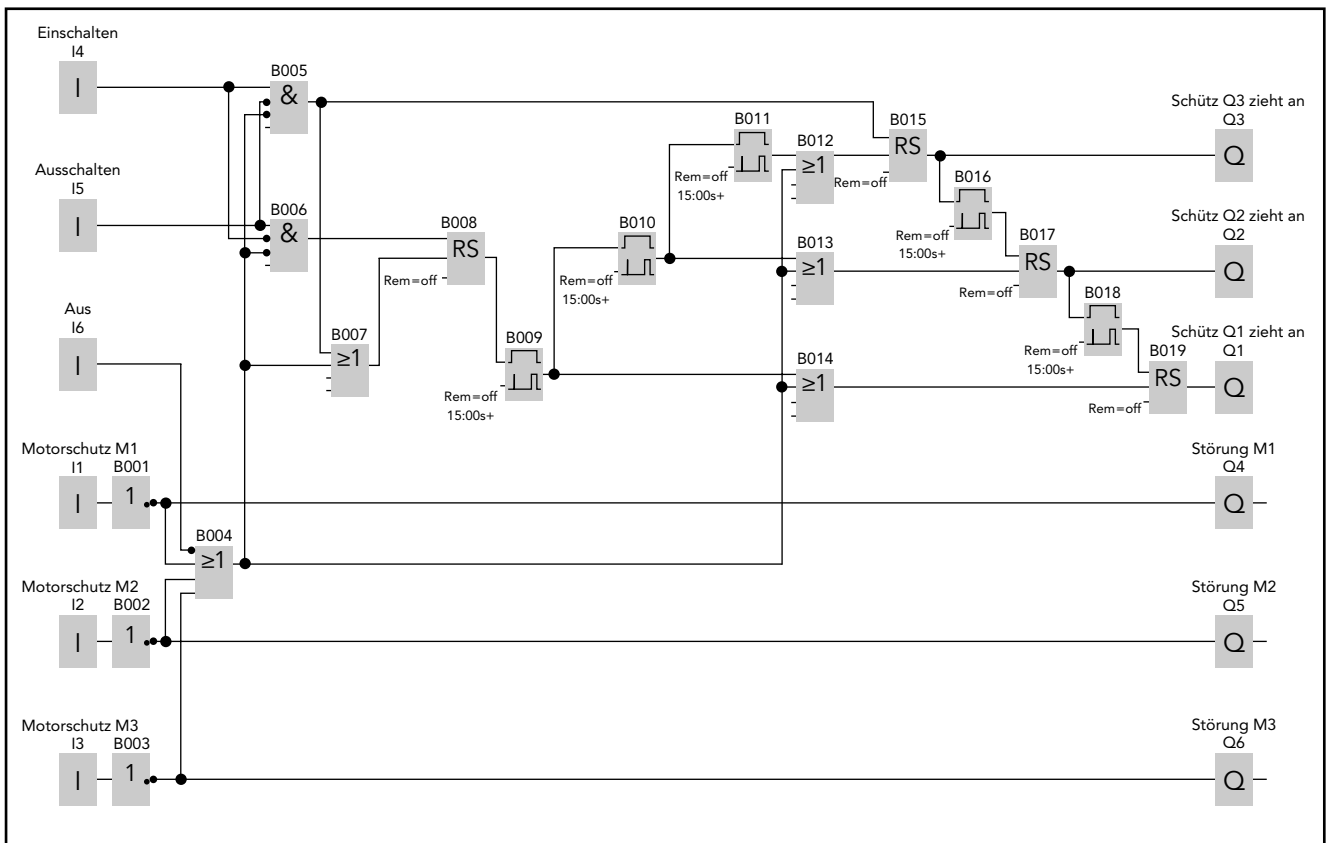 Einschalten
I4
I
B005
&
Ausschalten
I5
I
B006
&
Aus
I6
I
B007
≥1
B008
RS
Rem=off
B009
Rem=off
15:00s+
B010
Rem=off
15:00s+
B011
Rem=off
15:00s+
B012
≥1
B013
≥1
B014
≥1
B015
RS
Rem=off
B016
Rem=off
15:00s+
B017
RS
Rem=off
B018
Rem=off
15:00s+
B019
RS
Rem=off
Schütz Q3 zieht an
Q3
Q
Schütz Q2 zieht an
Q2
Q
Schütz Q1 zieht an
Q1
Q
Motorschutz M1
I1
I
B001
1
B004
≥1
Störung M1
Q4
Q
Motorschutz M2
I2
I
B002
1
Störung M2
Q5
Q
Motorschutz M3
I3
I
B003
1
Störung M3
Q6
Q